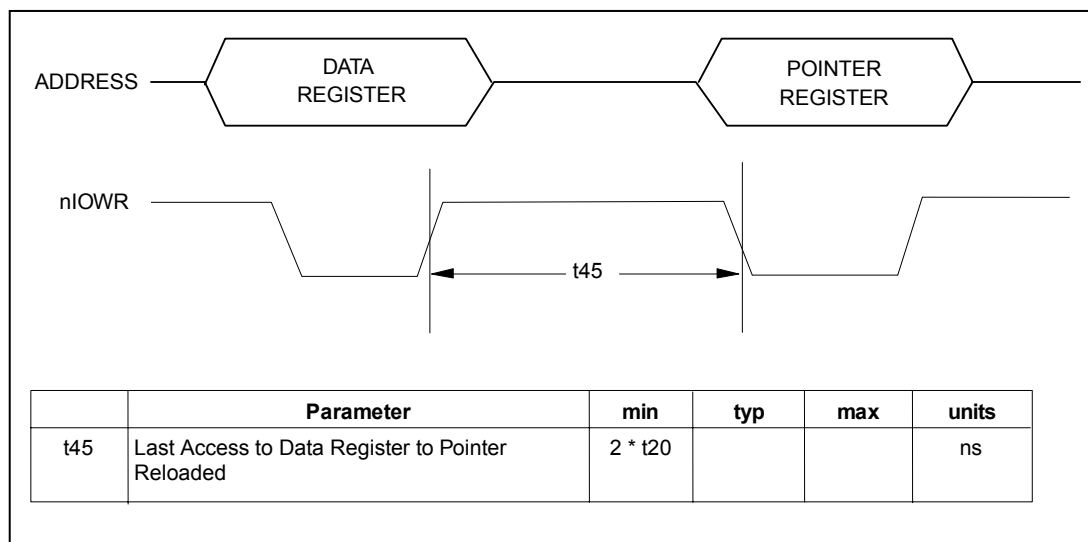 ADDRESS
DATA
REGISTER
POINTER
REGISTER
nIOWR
t45
Parameter min typ max units
t45 Last Access to Data Register to Pointer 2 * t20 ns
Reloaded